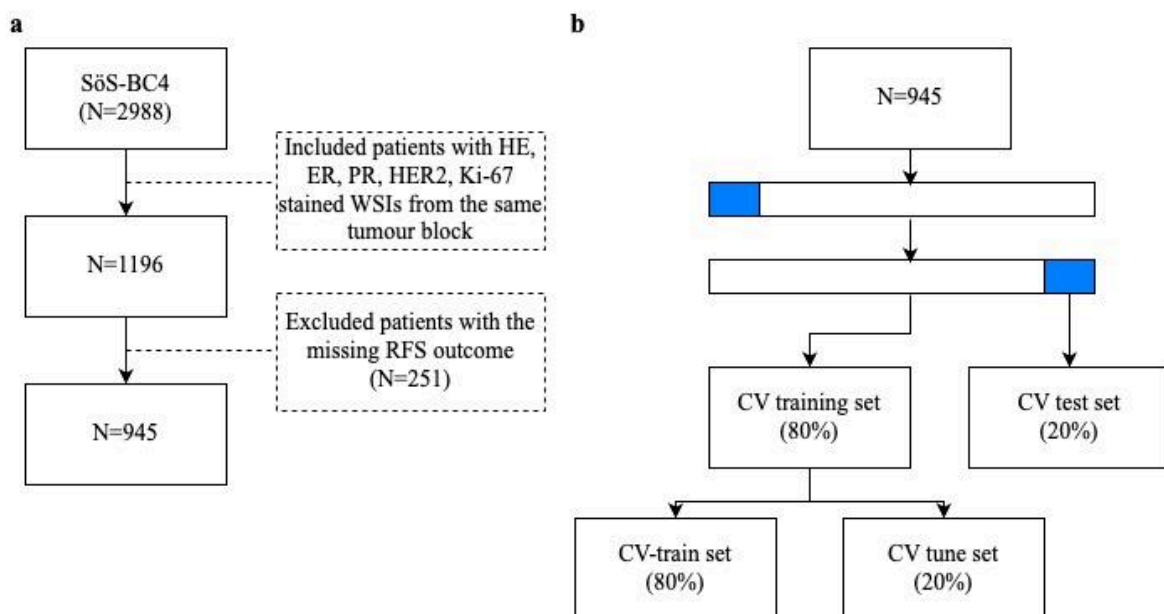 a
SöS-BC4
(N=2988)
Included patients with HE,
ER, PR, HER2, Ki-67
stained WSIs from the same
tumour block
N=1196
Excluded patients with the
missing RFS outcome
(N=251)
N=945
b
N=945
CV training set
(80%)
CV test set
(20%)
CV-train set
(80%)
CV tune set
(20%)